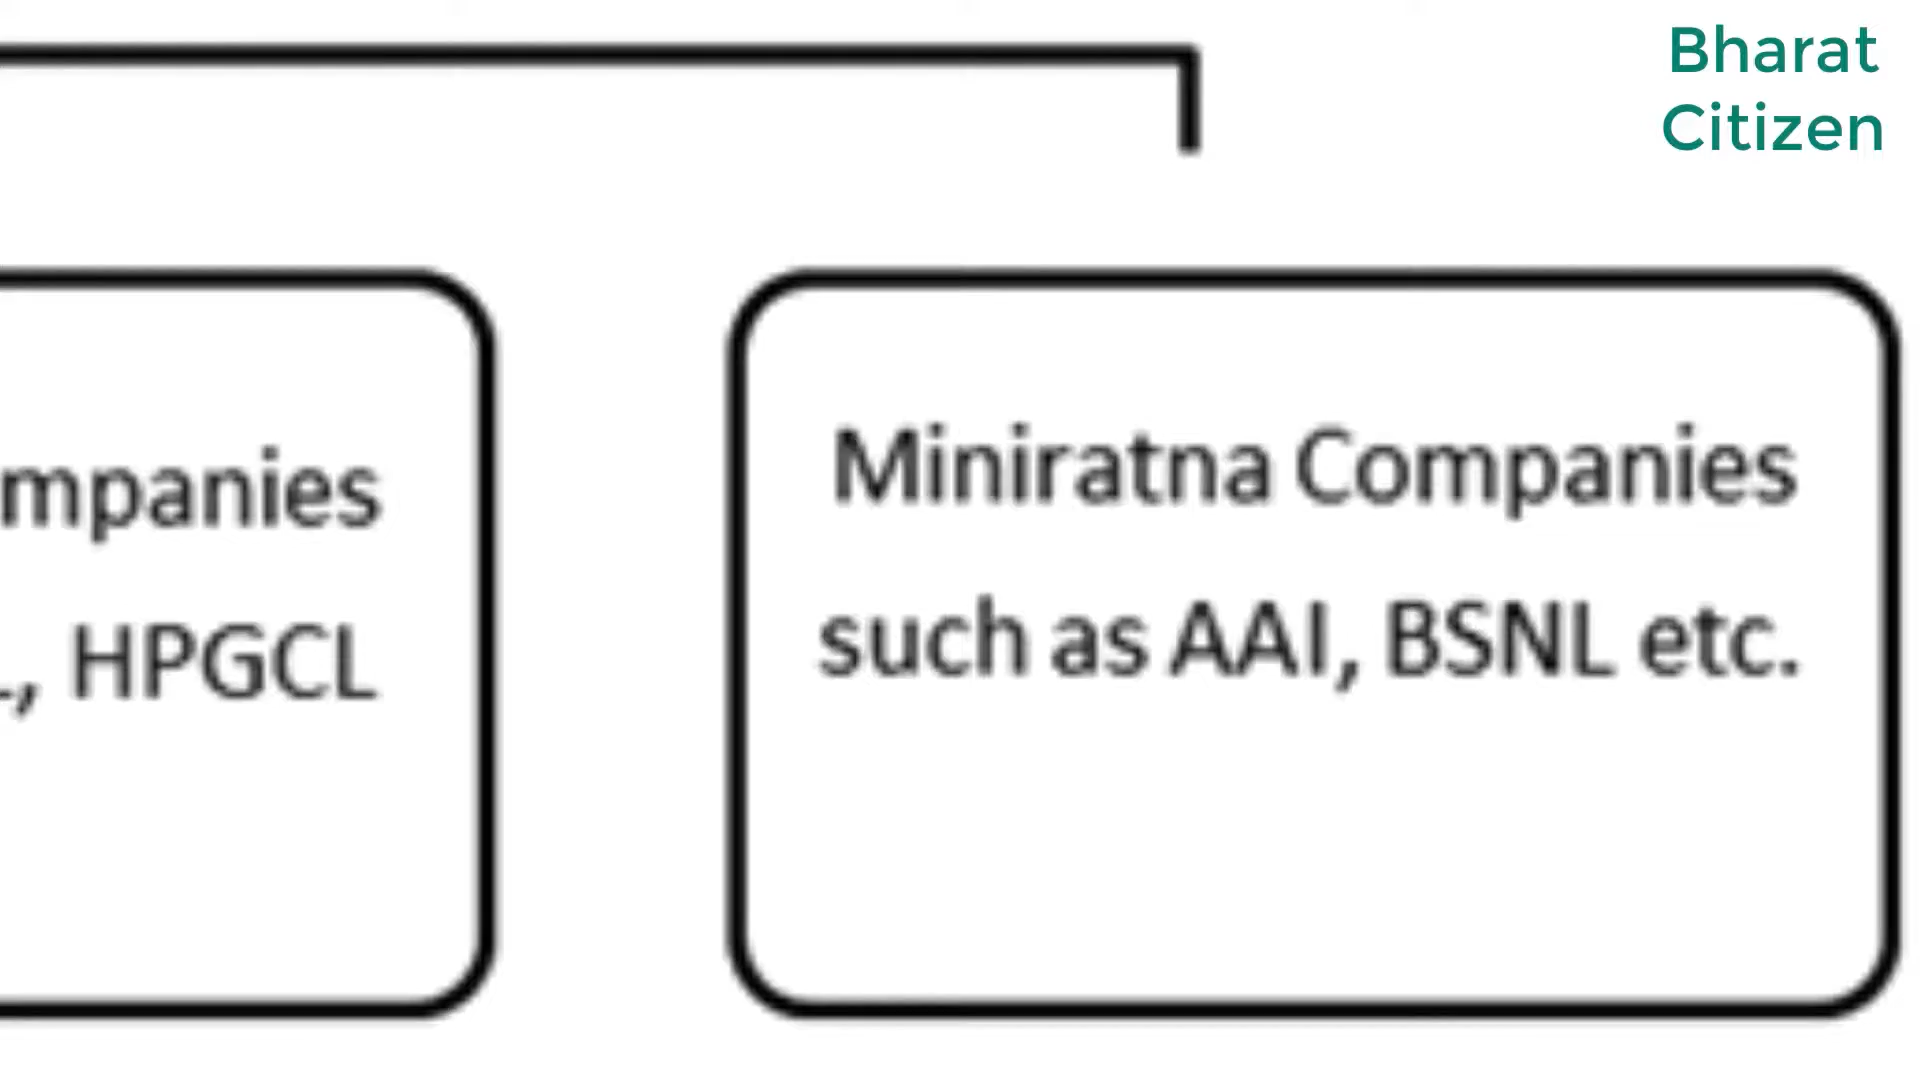 Bharat
Citizen
mpanies
, HPGCL
Miniratna Companies
such as AAI, BSNL etc.